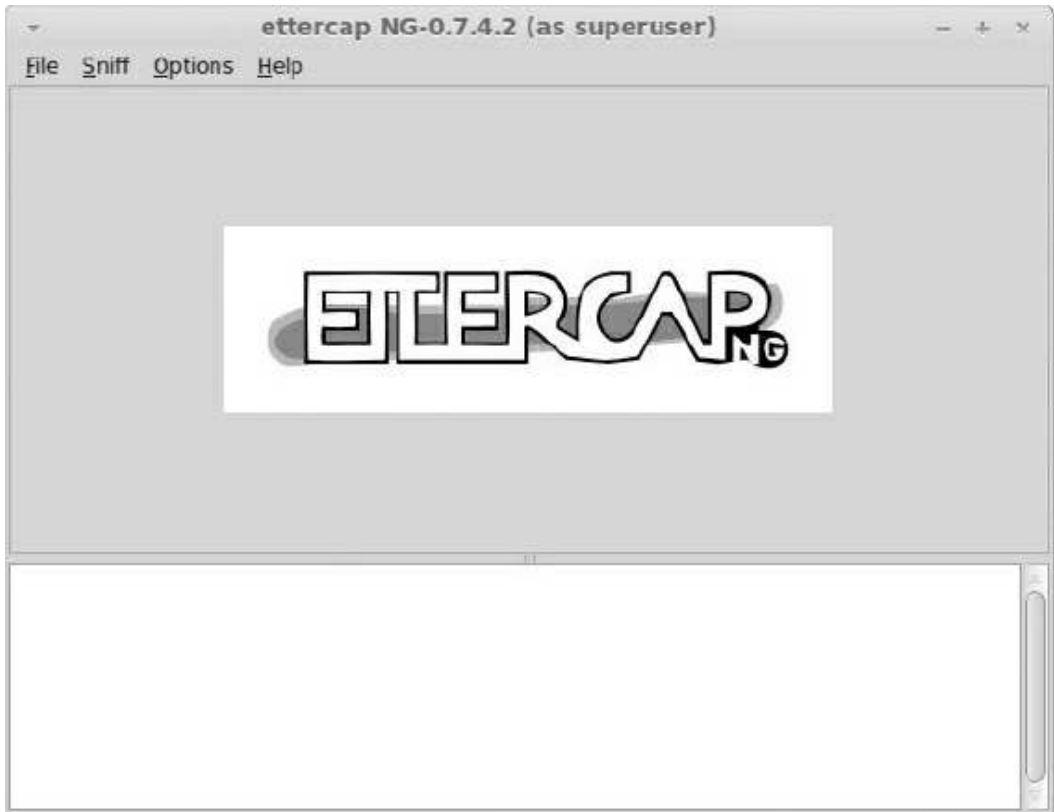 ettercap NG-0.7.4.2 (as superuser)
File Sniff Options Help
ETTERCAP
NG